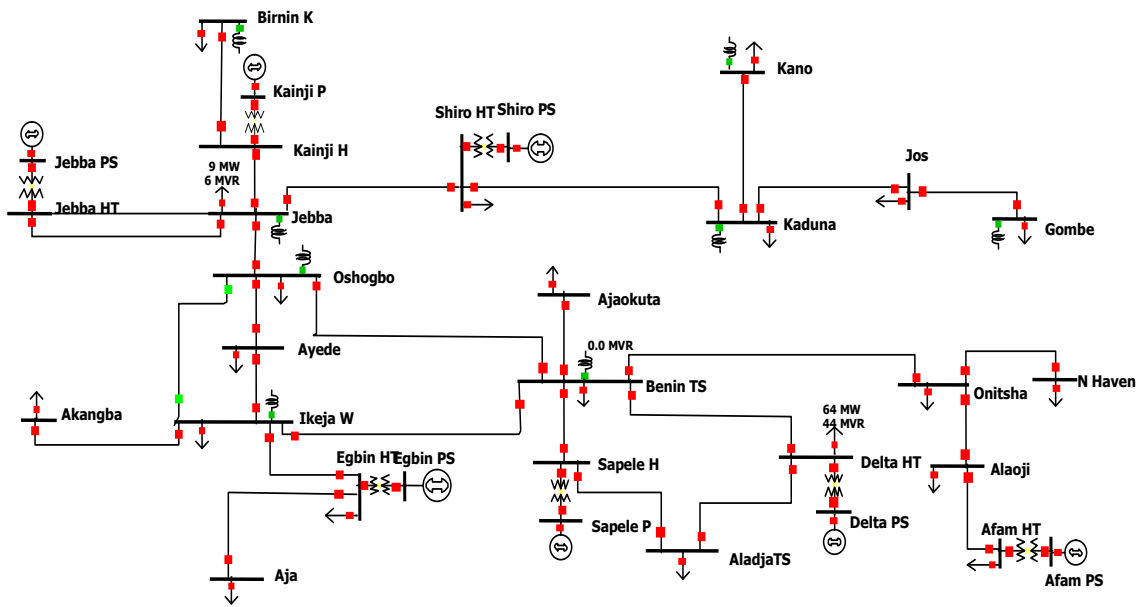 Birnin K
Kainji P
Kano
Shiro HT
Shiro PS
Jebba PS
Kainji H
9 MW
6 MVR
Jos
Jebba HT
Jebba
Kaduna
Gombe
Oshogbo
Ajaokuta
0.0 MVR
Ayede
Benin TS
N Haven
Onitsha
Akangba
Ikeja W
64 MW
44 MVR
Egbin HT
Egbin PS
Sapele H
Delta HT
Alaoji
Sapele P
Delta PS
Afam HT
AladjaTS
Aja
Afam PS